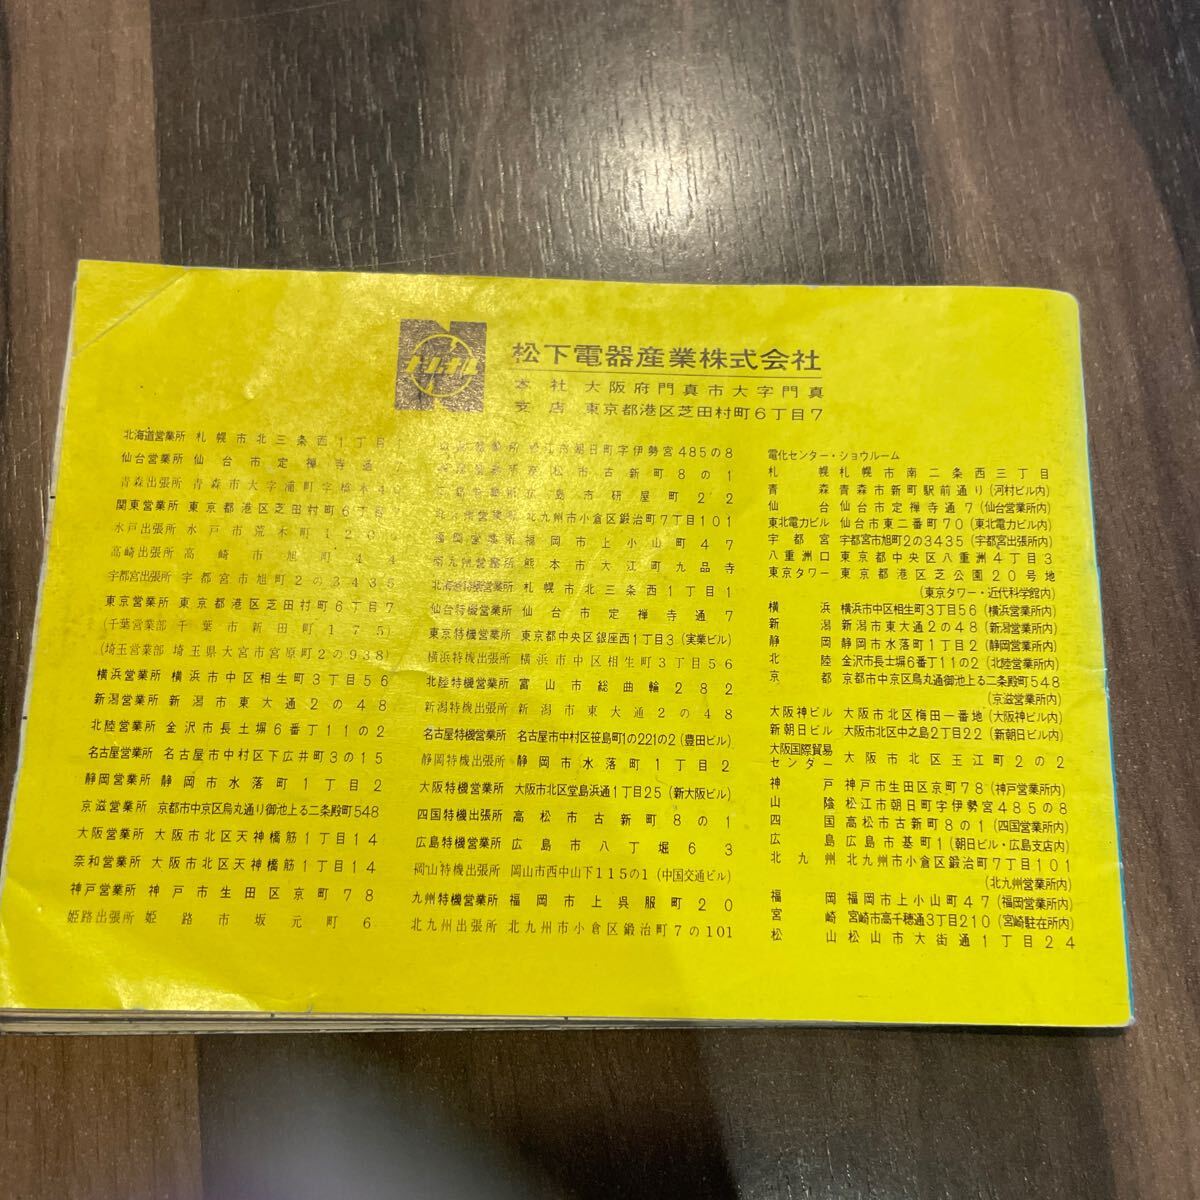 ナショナル
松下電器産業株式会社
本社 大阪府門真市大字門真
支店 東京都港区芝田村町6丁目7
北海道営業所 札幌市北三条西1丁目
仙台営業所 仙台市定禅寺通7
青森出張所 青森市大字浦町字橋本4
関東営業所 東京都港区芝田村町6丁目7
水戸出張所 水戸市荒木町12
高崎出張所 高崎市旭町44
宇都宮出張所 宇都宮市旭町2の3435
東京営業所 東京都港区芝田村町6丁目7
(千葉営業部 千葉市新田町175)
(埼玉営業部 埼玉県大宮市宮原町2の938)
横浜営業所 横浜市中区相生町3丁目56
新潟営業所 新潟市東大通2の48
北陸営業所 金沢市長土塀6番丁11の2
名古屋営業所 名古屋市中村区下広井町3の15
静岡営業所 静岡市水落町1丁目2
京滋営業所 京都市中京区烏丸通り御池上る二条殿町548
大阪営業所 大阪市北区天神橋筋1丁目14
奈和営業所 大阪市北区天神橋筋1丁目14
神戸営業所 神戸市生田区京町78
姫路出張所 姫路市坂元町6
営業所 松江市朝日町字伊勢宮485の8
高松市古新町8の1
広島市研屋町22
北九州市小倉区鍛治町7丁目101
福岡営業所 福岡市上小山町47
南九州営業所 熊本市大江町九品寺
北海道特機営業所 札幌市北三条西1丁目1
仙台特機営業所 仙台市定禅寺通7
東京特機営業所 東京都中央区銀座西1丁目3(実業ビル)
横浜特機出張所 横浜市中区相生町3丁目56
北陸特機営業所 富山市総曲輪282
新潟特機出張所 新潟市東大通2の48
名古屋特機営業所 名古屋市中村区笹島町1の221の2(豊田ビル)
静岡特機出張所 静岡市水落町1丁目2
大阪特機営業所 大阪市北区堂島浜通1丁目25(新大阪ビル)
四国特機出張所 高松市古新町8の1
広島特機営業所 広島市八丁堀63
岡山特機出張所 岡山市西中山下115の1(中国交通ビル)
九州特機営業所 福岡市上呉服町20
北九州出張所 北九州市小倉区鍛治町7の101
電化センター・ショウルーム
札幌 札幌市南二条西三丁目
青森 青森市新町駅前通り(河村ビル内)
仙台 仙台市定禅寺通7(仙台営業所内)
東北電力ビル 仙台市東二番町70(東北電力ビル内)
宇都宮 宇都宮市旭町2の3435(宇都宮出張所内)
八重洲口 東京都中央区八重洲4丁目3
東京タワー 東京都港区芝公園20号地
(東京タワー・近代科学館内)
横浜 横浜市中区相生町3丁目56(横浜営業所内)
新潟 新潟市東大通2の48(新潟営業所内)
静岡 静岡市水落町1丁目2(静岡営業所内)
北陸 金沢市長士塀6番丁11の2(北陸営業所内)
京都 京都市中京区烏丸通御池上る二条殿町548
(京滋営業所内)
大阪神ビル 大阪市北区梅田一番地(大阪神ビル内)
新朝日ビル 大阪市北区中之島2丁目22(新朝日ビル内)
大阪国際貿易
センター 大阪市北区玉江町2の2
神戸 神戸市生田区京町78(神戸営業所内)
山陰 松江市朝日町字伊勢宮485の8
四国 高松市古新町8の1(四国営業所内)
広島 広島市基町1(朝日ビル・広島支店内)
北九州 北九州市小倉区鍛治町7丁目101
(北九州営業所内)
福岡 福岡市上小山町47(福岡営業所内)
宮崎 宮崎市高千穂通3丁目210(宮崎駐在所内)
松山 松山市大街道1丁目24